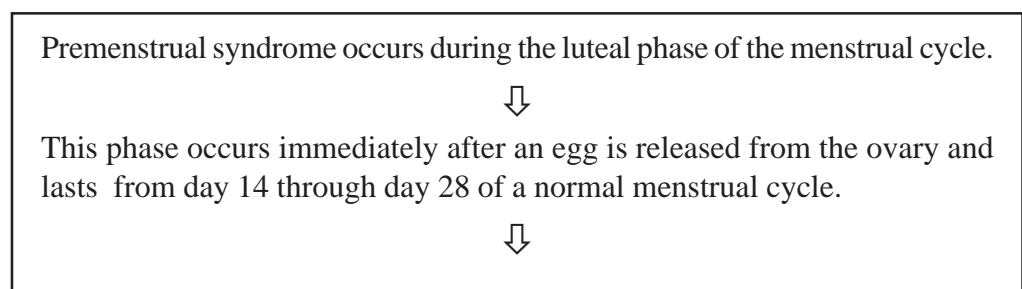 Premenstrual syndrome occurs during the luteal phase of the menstrual cycle.
⇩
This phase occurs immediately after an egg is released from the ovary and
lasts from day 14 through day 28 of a normal menstrual cycle.
⇩